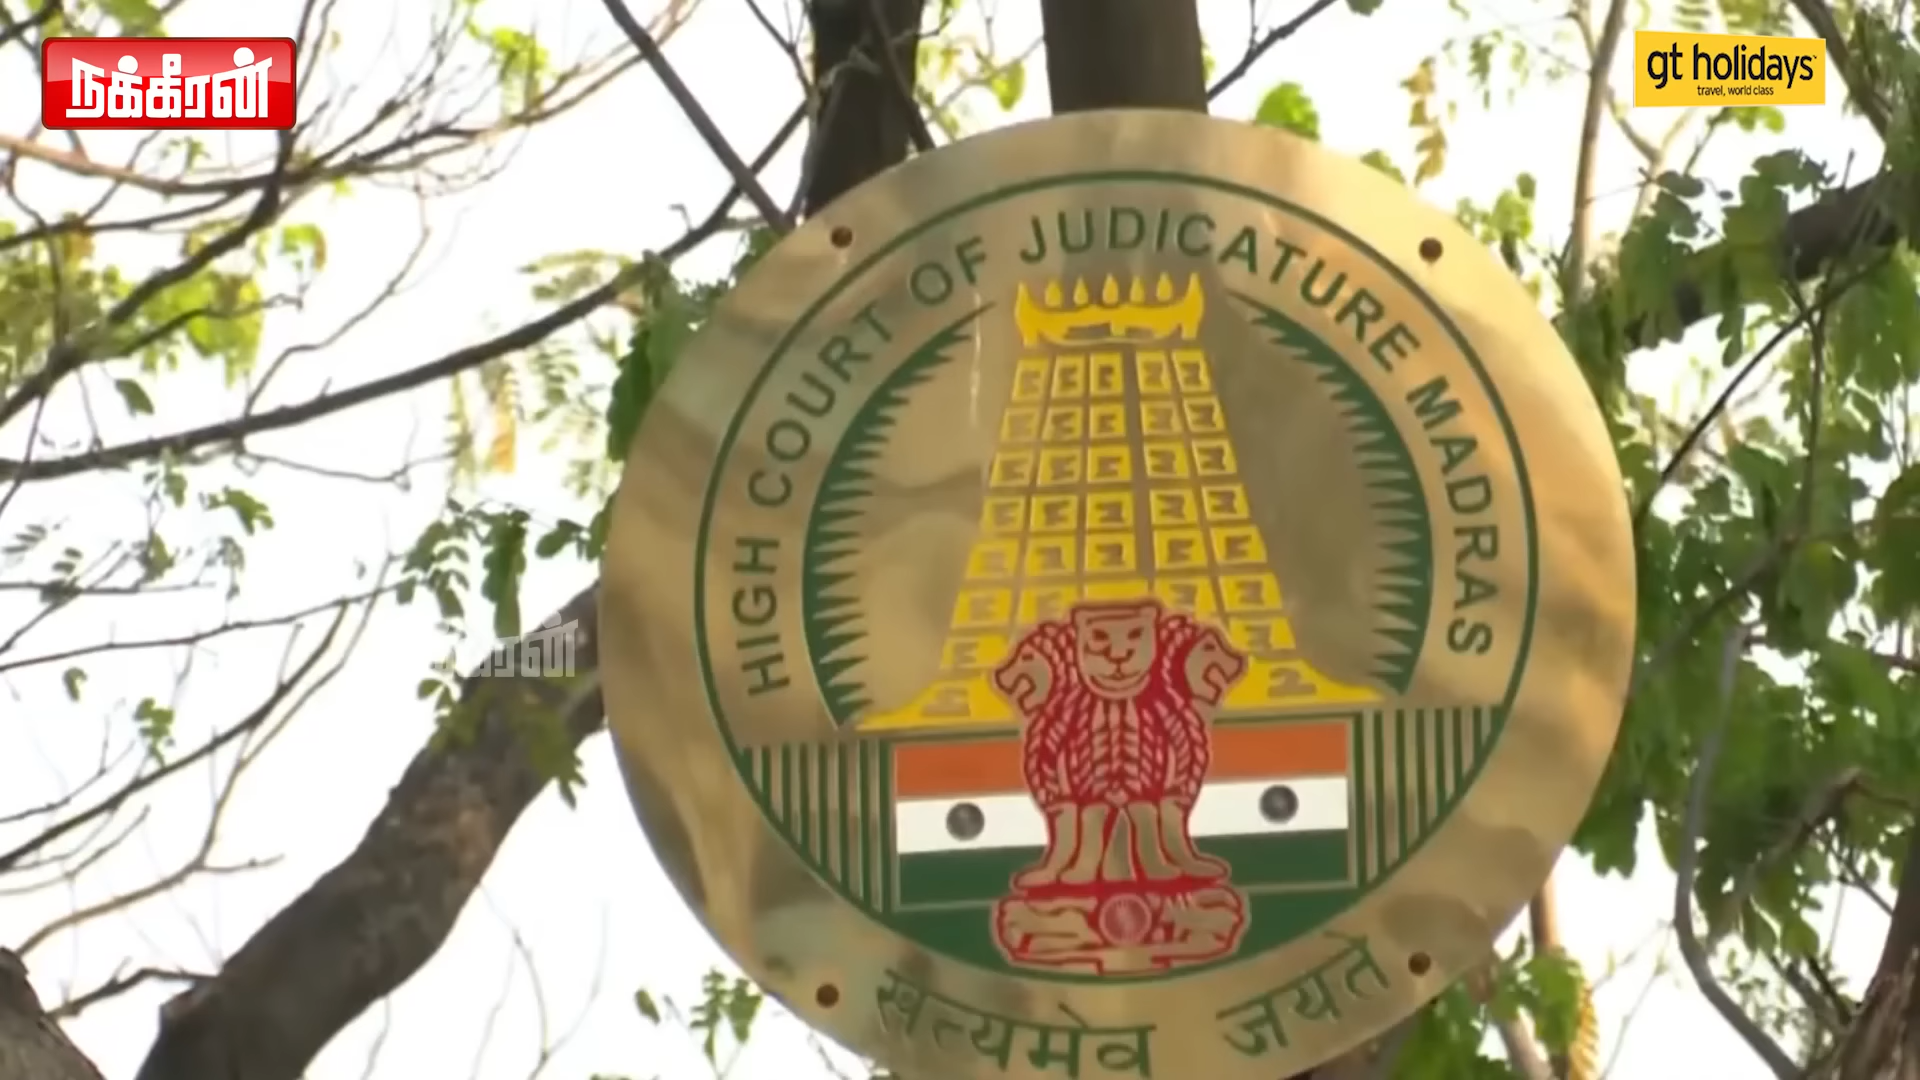 நக்கீரன்
gt holidays
travel, world class
HIGH COURT OF JUDICATURE MADRAS
सत्यमेव जयते